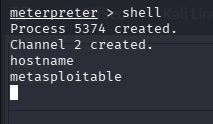 meterpreter > shell
Process 5374 created.
Channel 2 created.
hostname
metasploitable